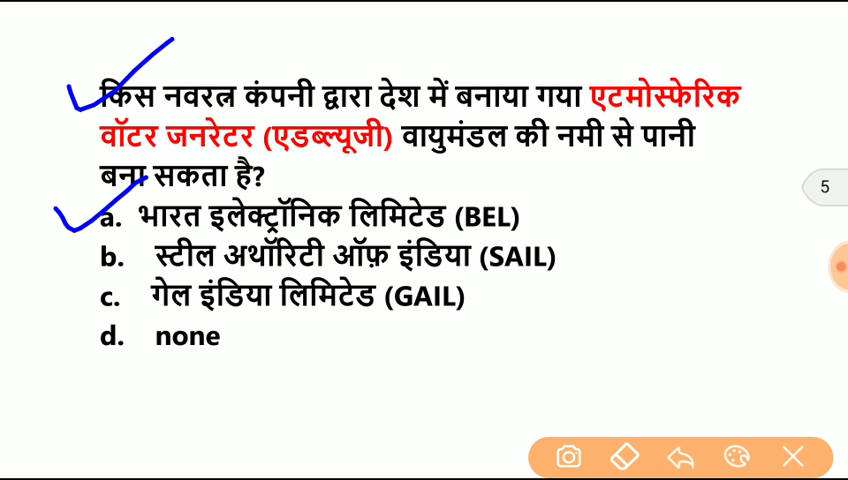 किस नवरत्न कंपनी द्वारा देश में बनाया गया एटमोस्फेरिक
वॉटर जनरेटर (एडब्ल्यूजी) वायुमंडल की नमी से पानी
बना सकता है?
a. भारत इलेक्ट्रॉनिक लिमिटेड (BEL)
b. स्टील अथॉरिटी ऑफ़ इंडिया (SAIL)
c. गेल इंडिया लिमिटेड (GAIL)
d. none
5